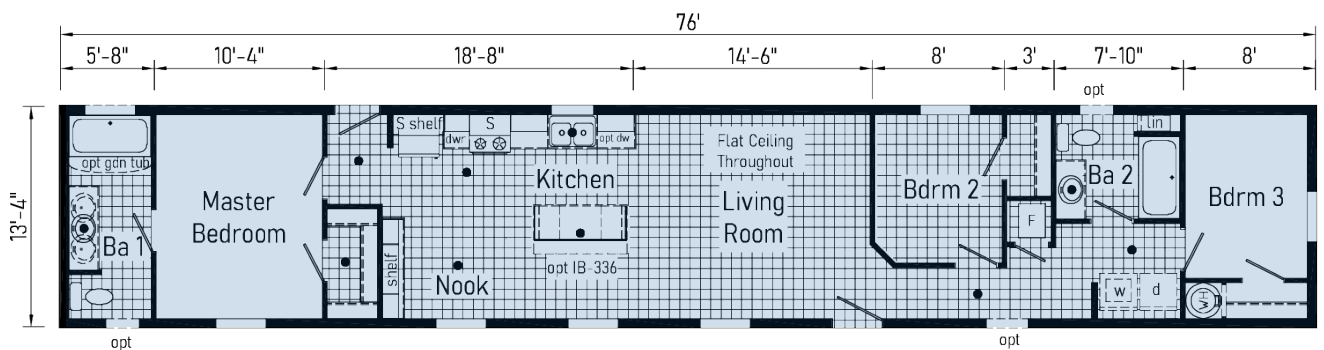 76'
5'-8"
10'-4"
18'-8"
14'-6"
8'
3'
7'-10"
8'
opt
13'-4"
opt gdn tub
Ba 1
Master
Bedroom
S shelf
dwr
S
opt dw
Kitchen
opt IB-336
shelf
Nook
Flat Ceiling
Throughout
Living
Room
Bdrm 2
F
lin
Ba 2
w
d
Bdrm 3
WH
opt
opt